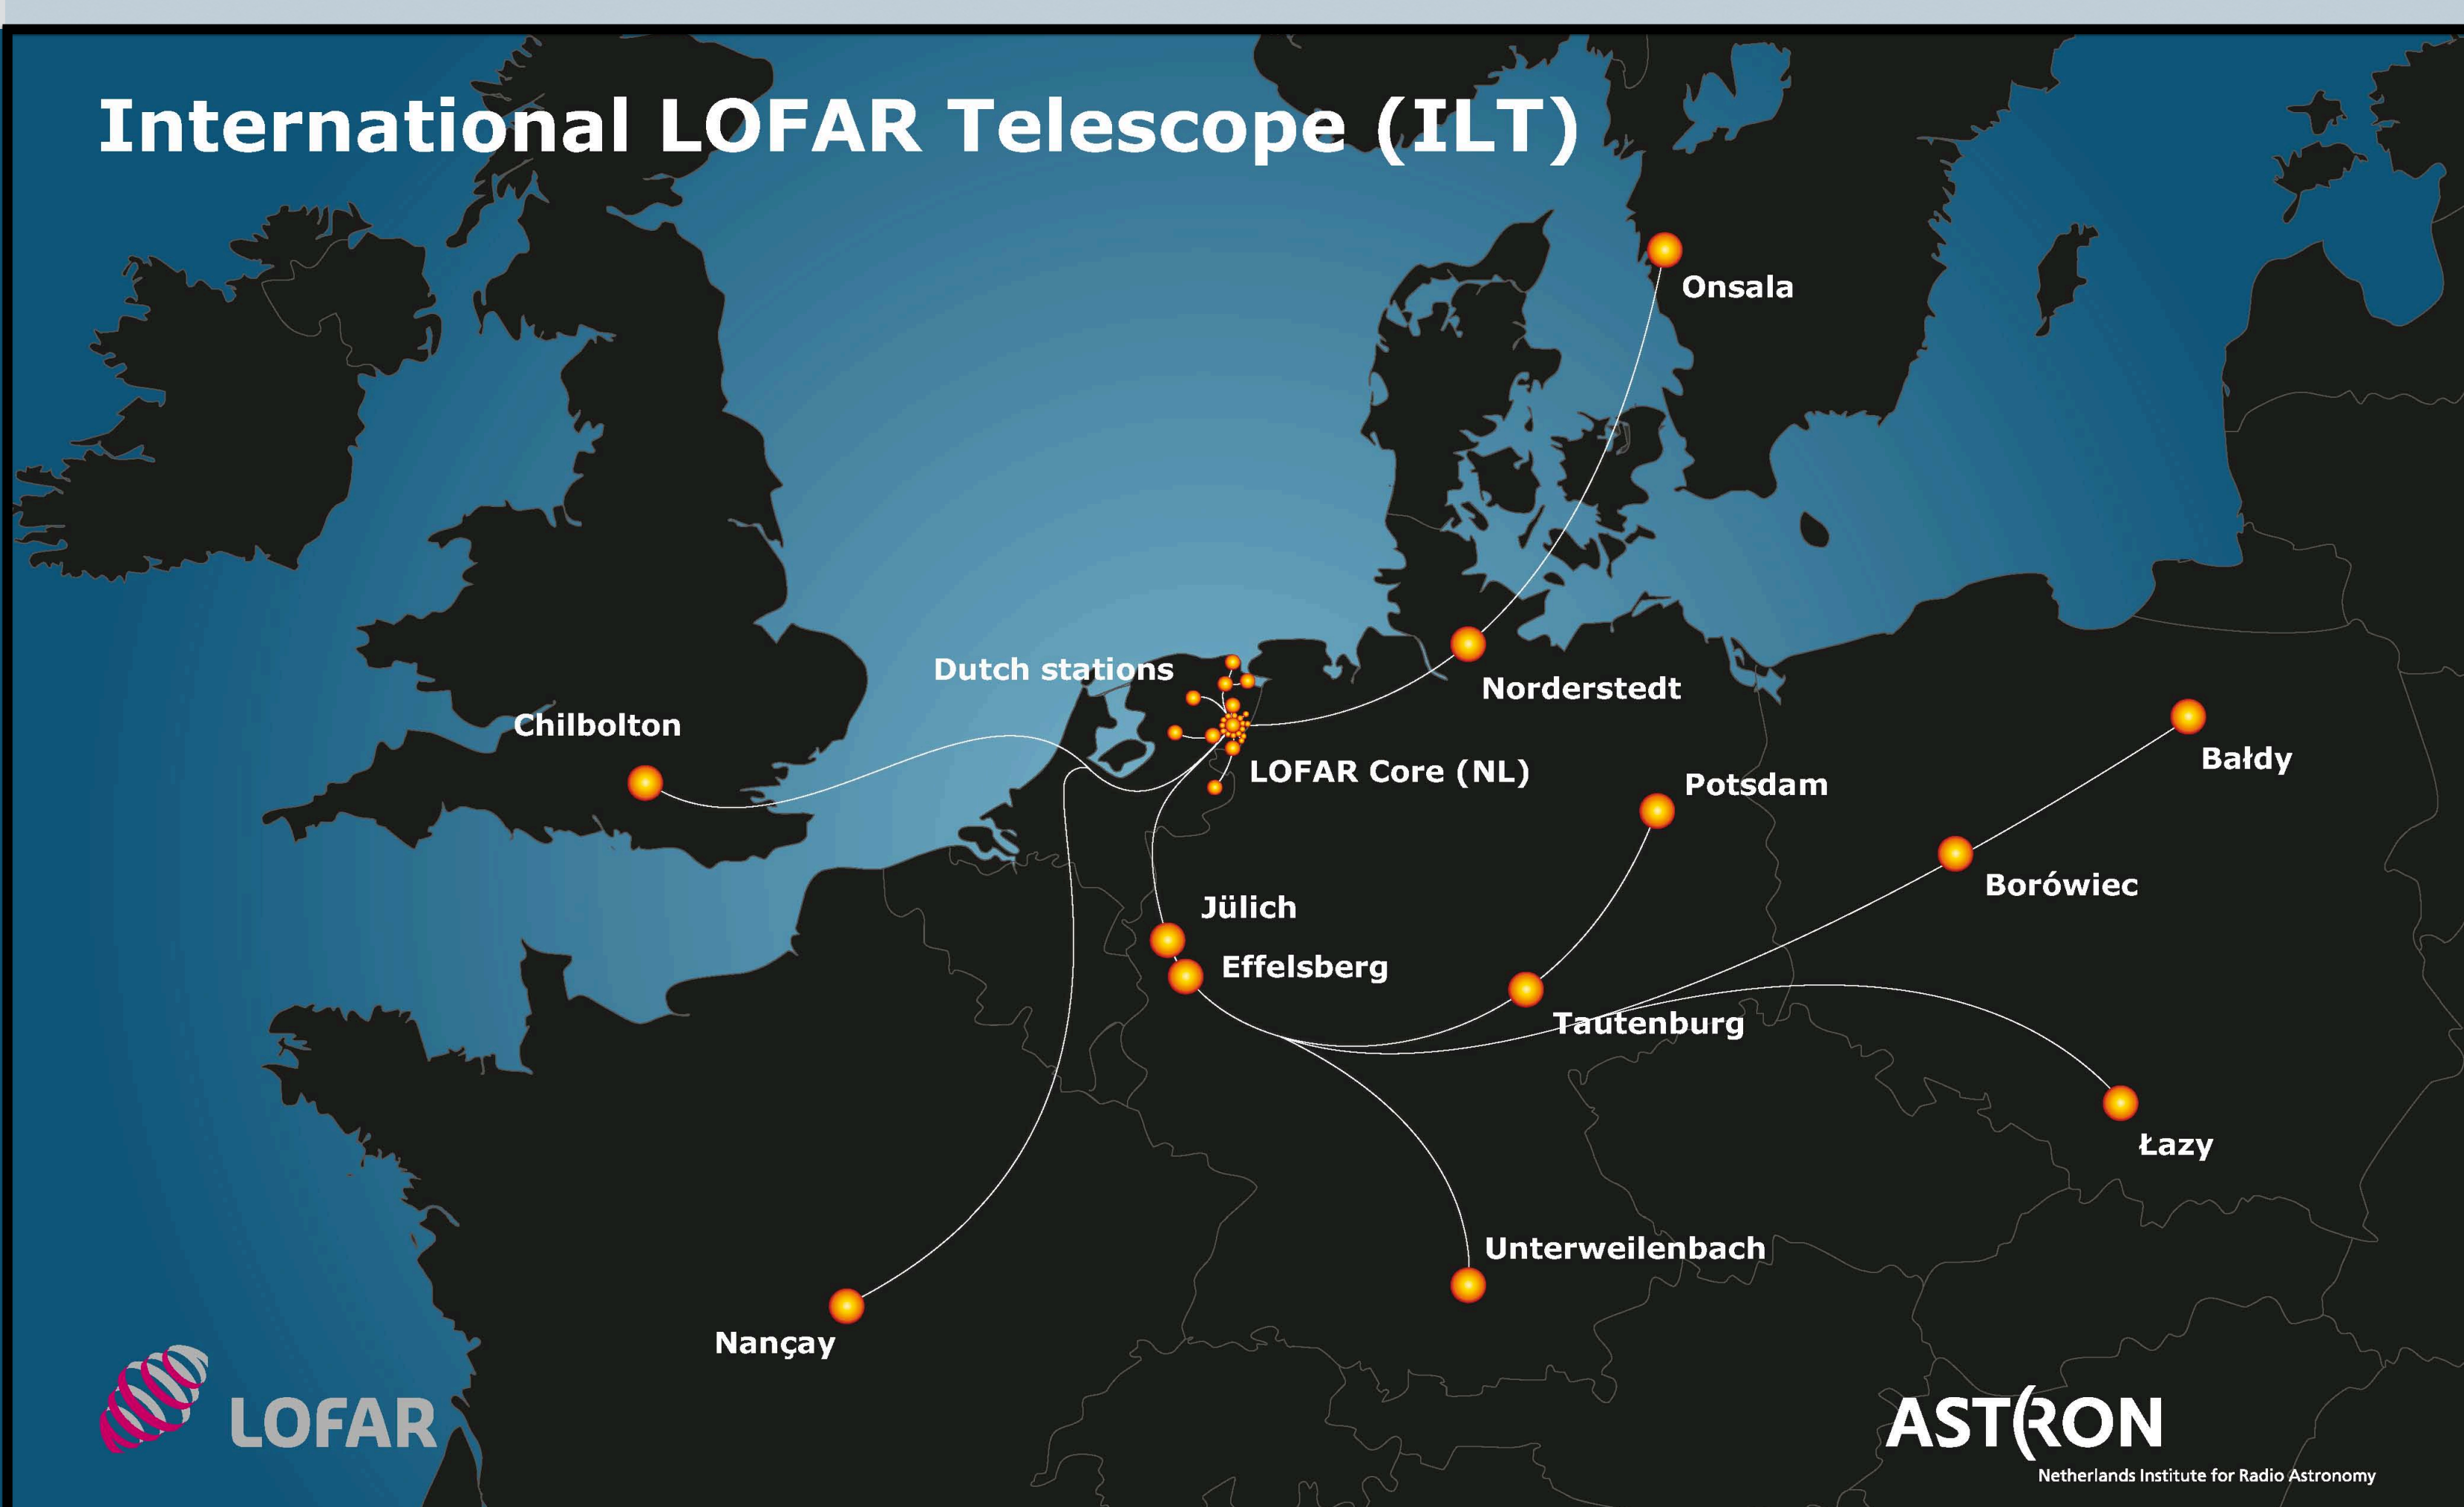 International LOFAR Telescope (ILT)
Onsala
Dutch stations
Norderstedt
Chilbolton
Bałdy
LOFAR Core (NL)
Potsdam
Borówiec
Jülich
Effelsberg
Tautenburg
Łazy
Unterweilenbach
Nançay
LOFAR
ASTRON
Netherlands Institute for Radio Astronomy